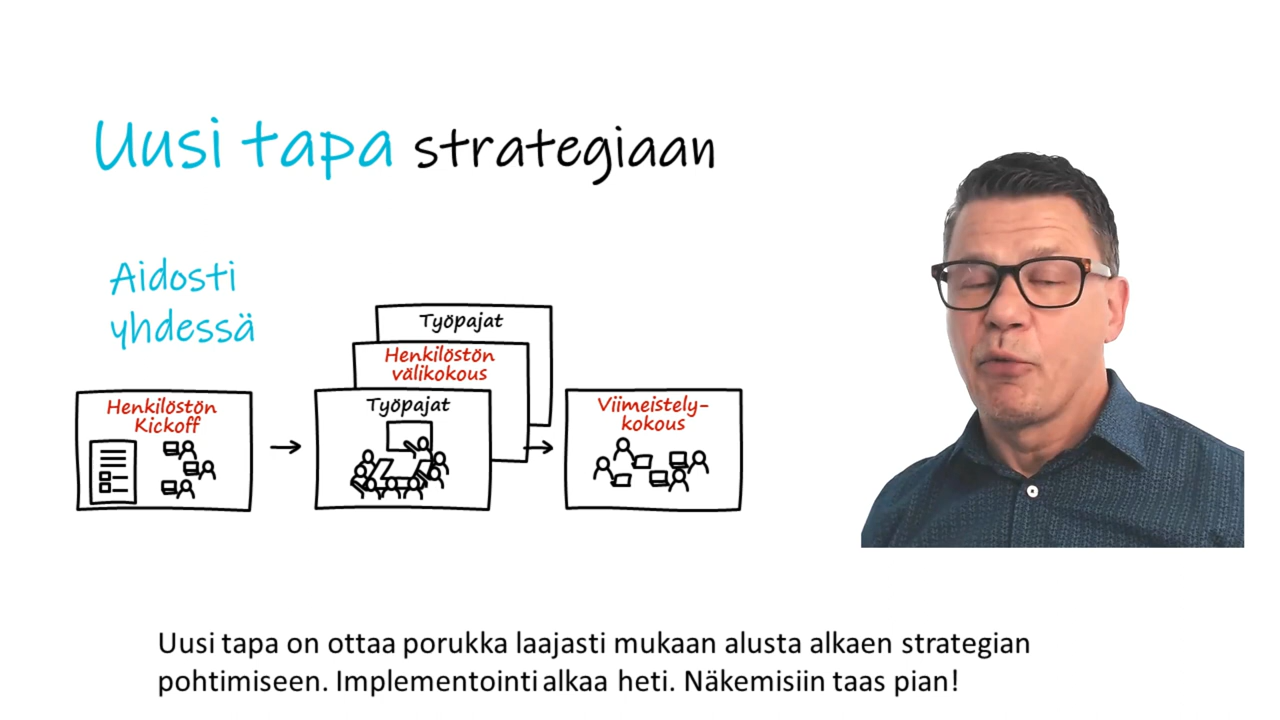 Uusi tapa strategiaan
Aidosti
yhdessä
Henkilöstön
Kickoff
Työpajat
Henkilöstön
välikokous
Työpajat
Viimeistely-
kokous
Uusi tapa on ottaa porukka laajasti mukaan alusta alkaen strategian
pohtimiseen. Implementointi alkaa heti. Näkemisiin taas pian!